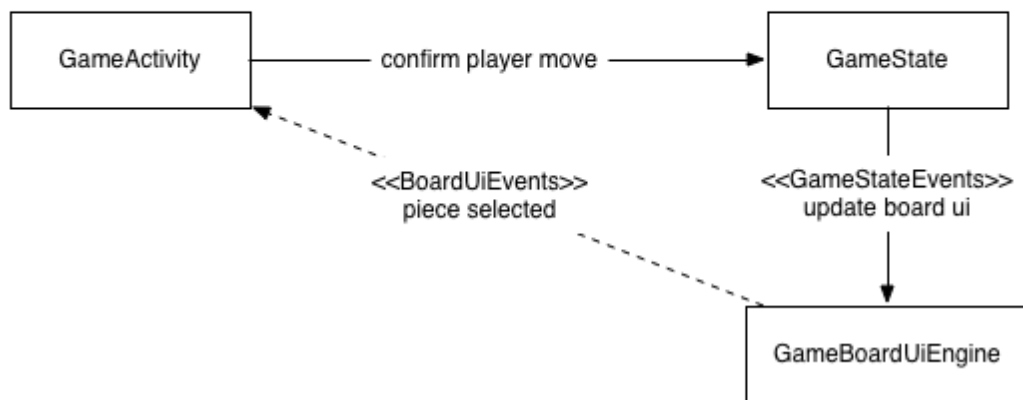 GameActivity
confirm player move
GameState
<<BoardUiEvents>>
piece selected
<<GameStateEvents>>
update board ui
GameBoardUiEngine